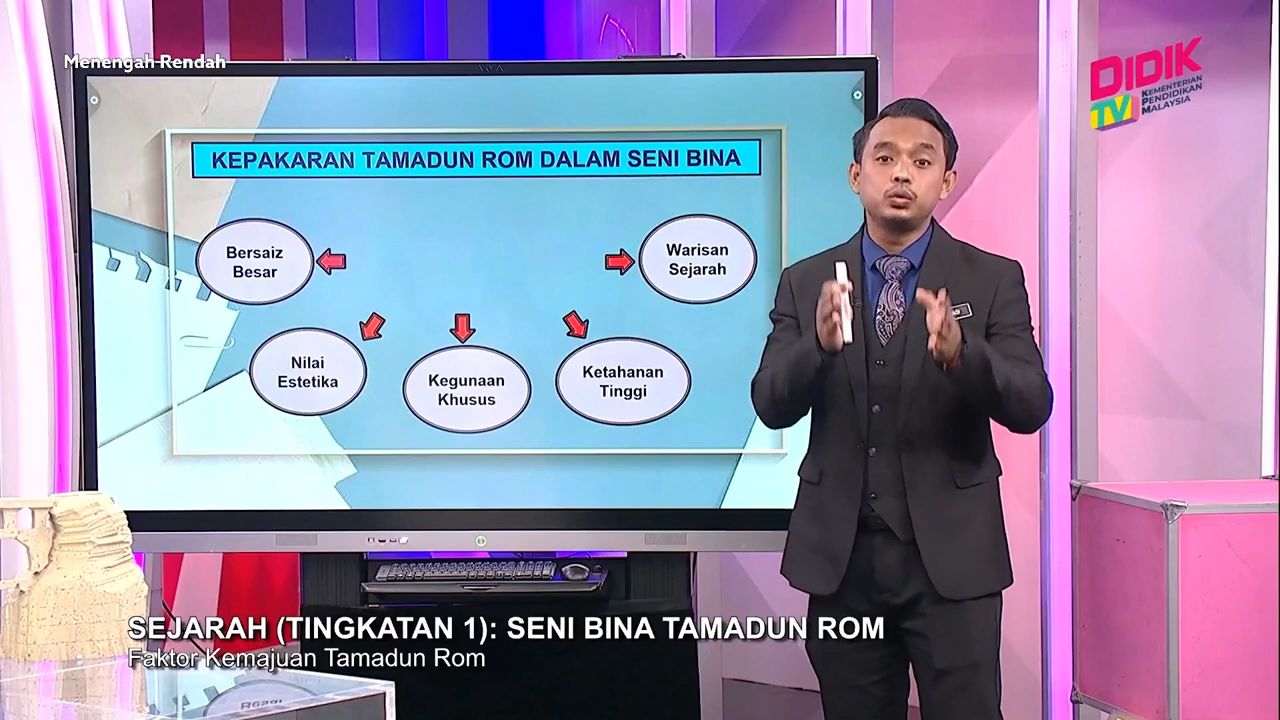 Menengah Rendah
DIDIK
TV
KEMENTERIAN
PENDIDIKAN
MALAYSIA
KEPAKARAN TAMADUN ROM DALAM SENI BINA
Bersaiz
Besar
Warisan
Sejarah
Nilai
Estetika
Kegunaan
Khusus
Ketahanan
Tinggi
SEJARAH (TINGKATAN 1): SENI BINA TAMADUN ROM
Faktor Kemajuan Tamadun Rom